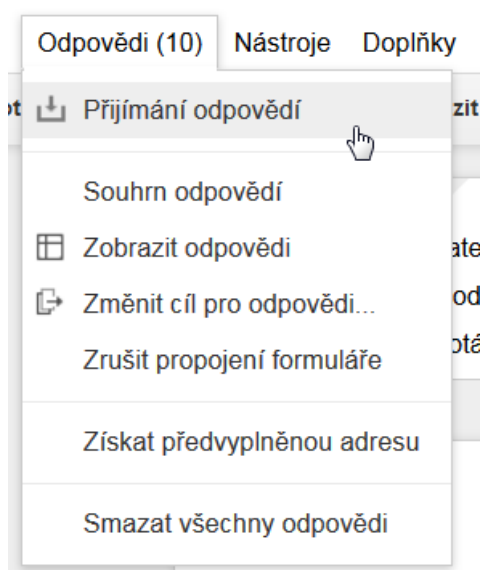 Odpovědi (10) Nástroje Doplňky
Přijímání odpovědí
Souhrn odpovědí
Zobrazit odpovědi
Změnit cíl pro odpovědi...
Zrušit propojení formuláře
Získat předvyplněnou adresu
Smazat všechny odpovědi